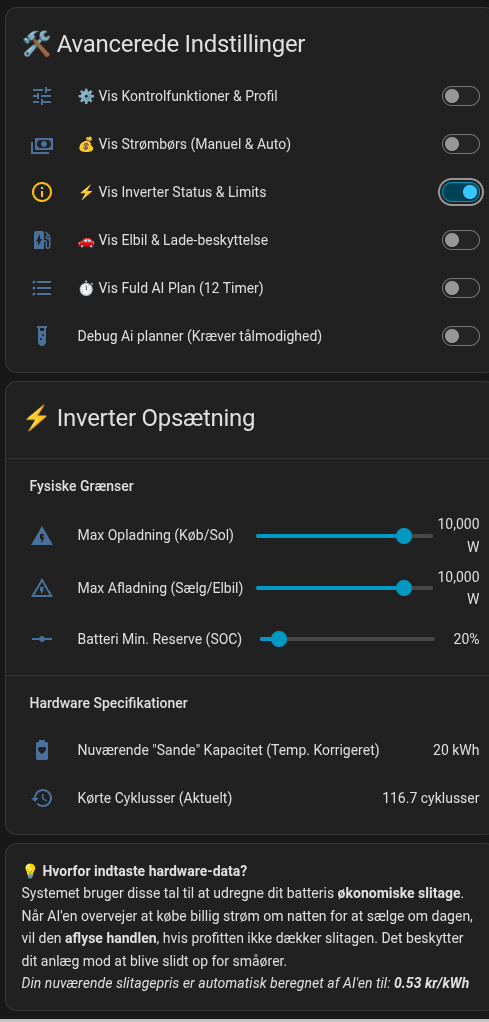 🛠️ Avancerede Indstillinger
⚙️ Vis Kontrolfunktioner & Profil
💰 Vis Strømbørs (Manuel & Auto)
⚡ Vis Inverter Status & Limits
🚗 Vis Elbil & Lade-beskyttelse
⏱️ Vis Fuld AI Plan (12 Timer)
Debug Ai planner (Kræver tålmodighed)
⚡ Inverter Opsætning
Fysiske Grænser
Max Opladning (Køb/Sol) 10,000
W
Max Afladning (Sælg/Elbil) 10,000
W
Batteri Min. Reserve (SOC) 20%
Hardware Specifikationer
Nuværende "Sande" Kapacitet (Temp. Korrigeret) 20 kWh
Kørte Cyklusser (Aktuelt) 116.7 cyklusser
💡 Hvorfor indtaste hardware-data?
Systemet bruger disse tal til at udregne dit batteris økonomiske slitage.
Når AI'en overvejer at købe billig strøm om natten for at sælge om dagen,
vil den aflyse handlen, hvis profitten ikke dækker slitagen. Det beskytter
dit anlæg mod at blive slidt op for småører.
Din nuværende slitagepris er automatisk beregnet af AI'en til: 0.53 kr/kWh